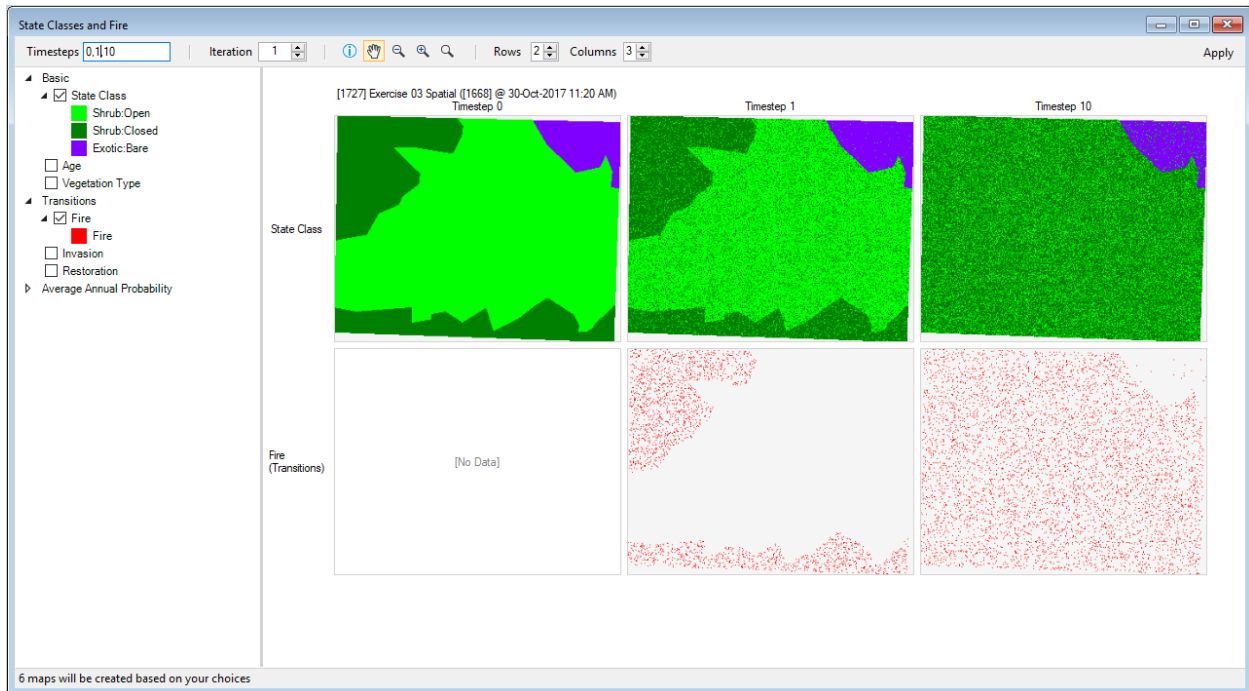 State Classes and Fire
Timesteps 0,1,10 Iteration 1 Rows 2 Columns 3 Apply
Basic
State Class
Shrub:Open
Shrub:Closed
Exotic:Bare
Age
Vegetation Type
Transitions
Fire
Fire
Invasion
Restoration
Average Annual Probability
[1727] Exercise 03 Spatial ([1668] @ 30-Oct-2017 11:20 AM)
Timestep 0 Timestep 1 Timestep 10
State Class
Fire
(Transitions)
[No Data]
6 maps will be created based on your choices